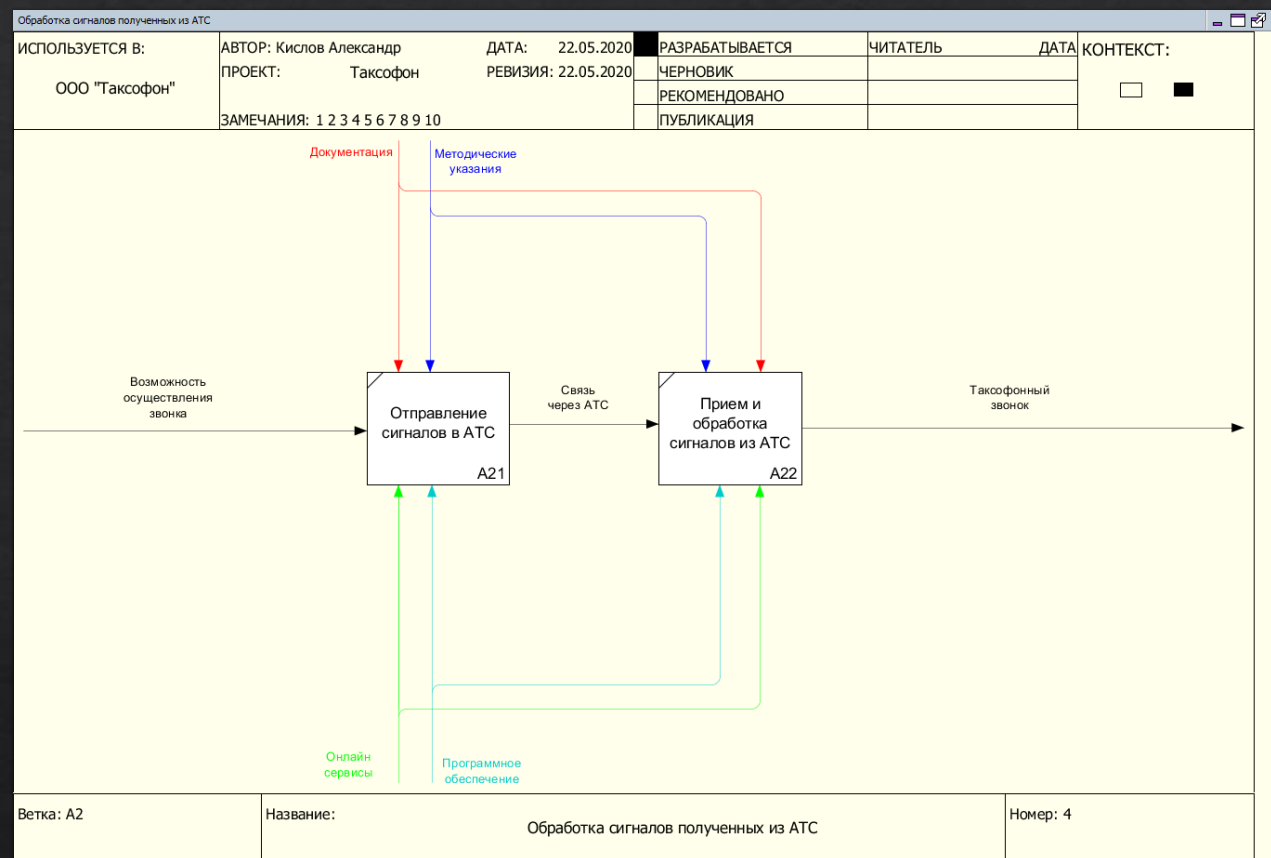 Обработка сигналов полученных из АТС
ИСПОЛЬЗУЕТСЯ В:
ООО "Таксофон"
АВТОР: Кислов Александр
ДАТА: 22.05.2020
ПРОЕКТ: Таксофон
РЕВИЗИЯ: 22.05.2020
ЗАМЕЧАНИЯ: 1 2 3 4 5 6 7 8 9 10
РАЗРАБАТЫВАЕТСЯ
ЧЕРНОВИК
РЕКОМЕНДОВАНО
ПУБЛИКАЦИЯ
ЧИТАТЕЛЬ ДАТА
КОНТЕКСТ:
Документация
Методические
указания
Возможность
осуществления
звонка
Отправление
сигналов в АТС
A21
Связь
через АТС
Прием и
обработка
сигналов из АТС
A22
Таксофонный
звонок
Онлайн
сервисы
Программное
обеспечение
Ветка: A2
Название:
Обработка сигналов полученных из АТС
Номер: 4